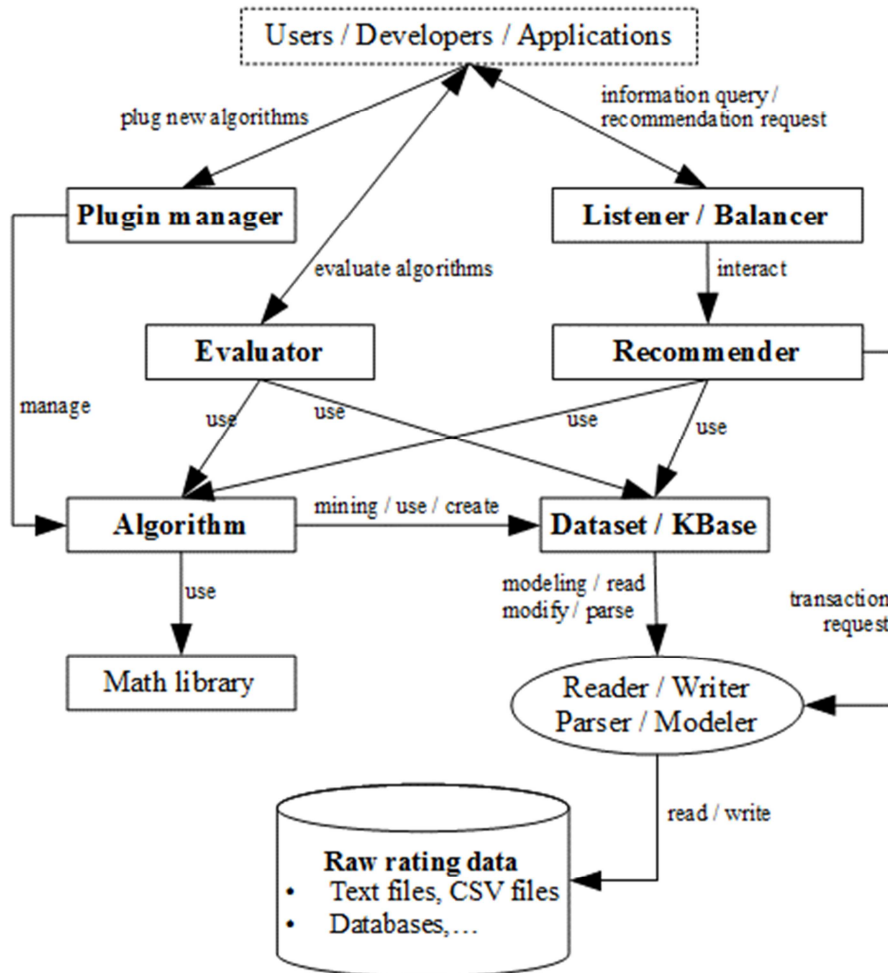 Users / Developers / Applications
plug new algorithms
information query /
recommendation request
Plugin manager
Listener / Balancer
evaluate algorithms
interact
Evaluator
Recommender
manage
use
use
use
use
Algorithm
mining / use / create
Dataset / KBase
use
modeling / read
modify / parse
transaction
request
Math library
Reader / Writer
Parser / Modeler
read / write
Raw rating data
• Text files, CSV files
• Databases,…